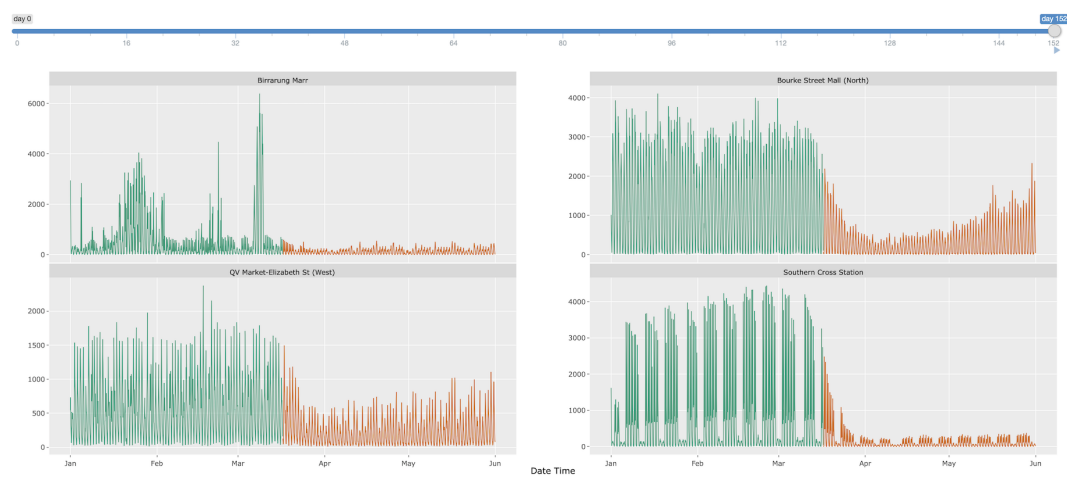 day 0
day 152
0 16 32 48 64 80 96 112 128 144 152
Birrarung Marr
6000
4000
2000
0
Bourke Street Mall (North)
4000
3000
2000
1000
0
QV Market-Elizabeth St (West)
2000
1500
1000
500
0
Jan Feb Mar Apr May Jun
Southern Cross Station
4000
3000
2000
1000
0
Jan Feb Mar Apr May Jun
Date Time